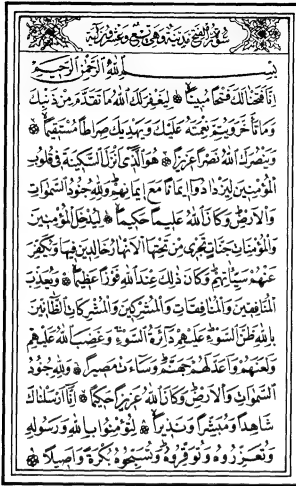 سورة الفتح مدنية وهي تسع وعشرون آية
بسم الله الرحمن الرحيم
إنا فتحنا لك فتحا مبينا ليغفر لك الله ما تقدم من ذنبك
وما تأخر ويتم نعمته عليك ويهديك صراطا مستقيما
وينصرك الله نصرا عزيزا هو الذي أنزل السكينة في قلوب
المؤمنين ليزدادوا إيمانا مع إيمانهم ولله جنود السموات
والأرض وكان الله عليما حكيما ليدخل المؤمنين
والمؤمنات جنات تجري من تحتها الأنهار خالدين فيها ويكفر
عنهم سيئاتهم وكان ذلك عند الله فوزا عظيما ويعذب
المنافقين والمنافقات والمشركين والمشركات الظانين
بالله ظن السوء عليهم دائرة السوء وغضب الله عليهم
ولعنهم وأعد لهم جهنم وساءت مصيرا ولله جنود
السموات والأرض وكان الله عزيزا حكيما إنا أرسلناك
شاهدا ومبشرا ونذيرا لتؤمنوا بالله ورسوله
وتعزروه وتوقروه وتسبحوه بكرة وأصيلا